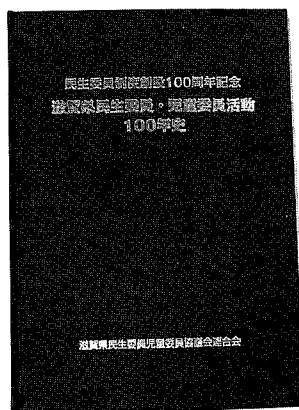 民生委員制度創設100周年記念
滋賀県民生委員・児童委員活動
100年史
滋賀県民生委員児童委員協議会連合会